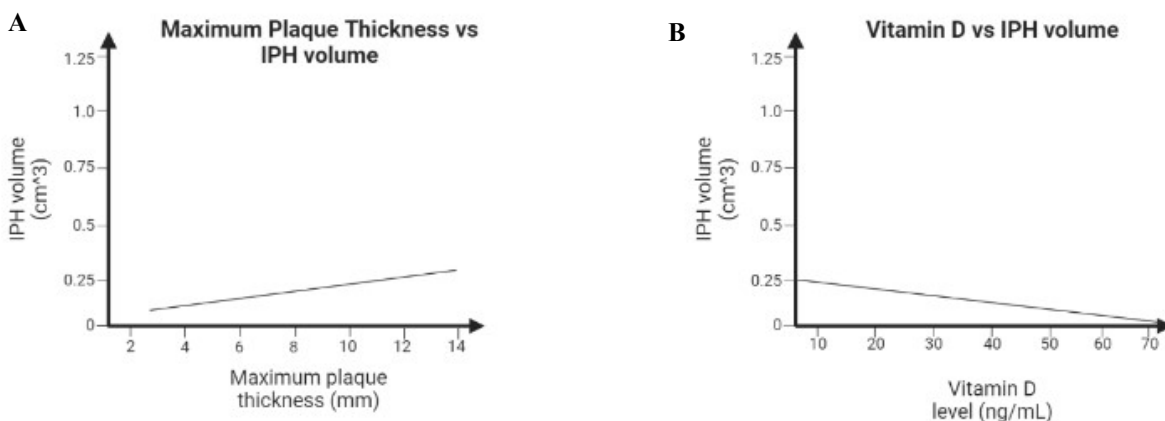 A
Maximum Plaque Thickness vs
IPH volume
IPH volume
(cm^3)
1.25
1.0
0.75
0.5
0.25
0
2 4 6 8 10 12 14
Maximum plaque
thickness (mm)
B
Vitamin D vs IPH volume
IPH volume
(cm^3)
1.25
1.0
0.75
0.5
0.25
0
10 20 30 40 50 60 70
Vitamin D
level (ng/mL)